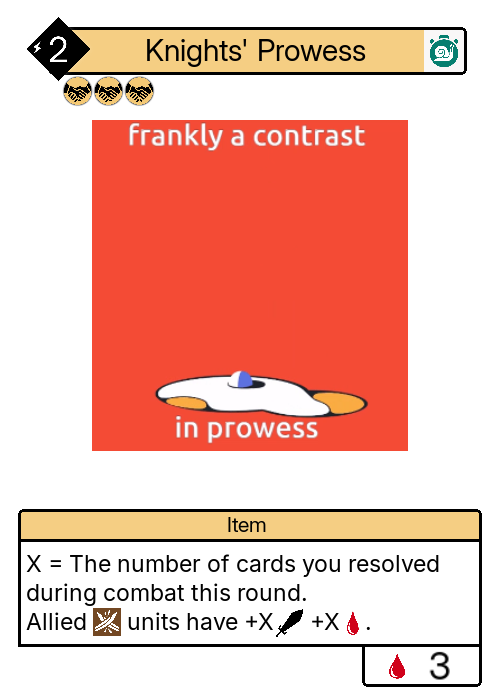 2
Knights' Prowess
frankly a contrast
in prowess
Item
X = The number of cards you resolved
during combat this round.
Allied units have +X +X .
3